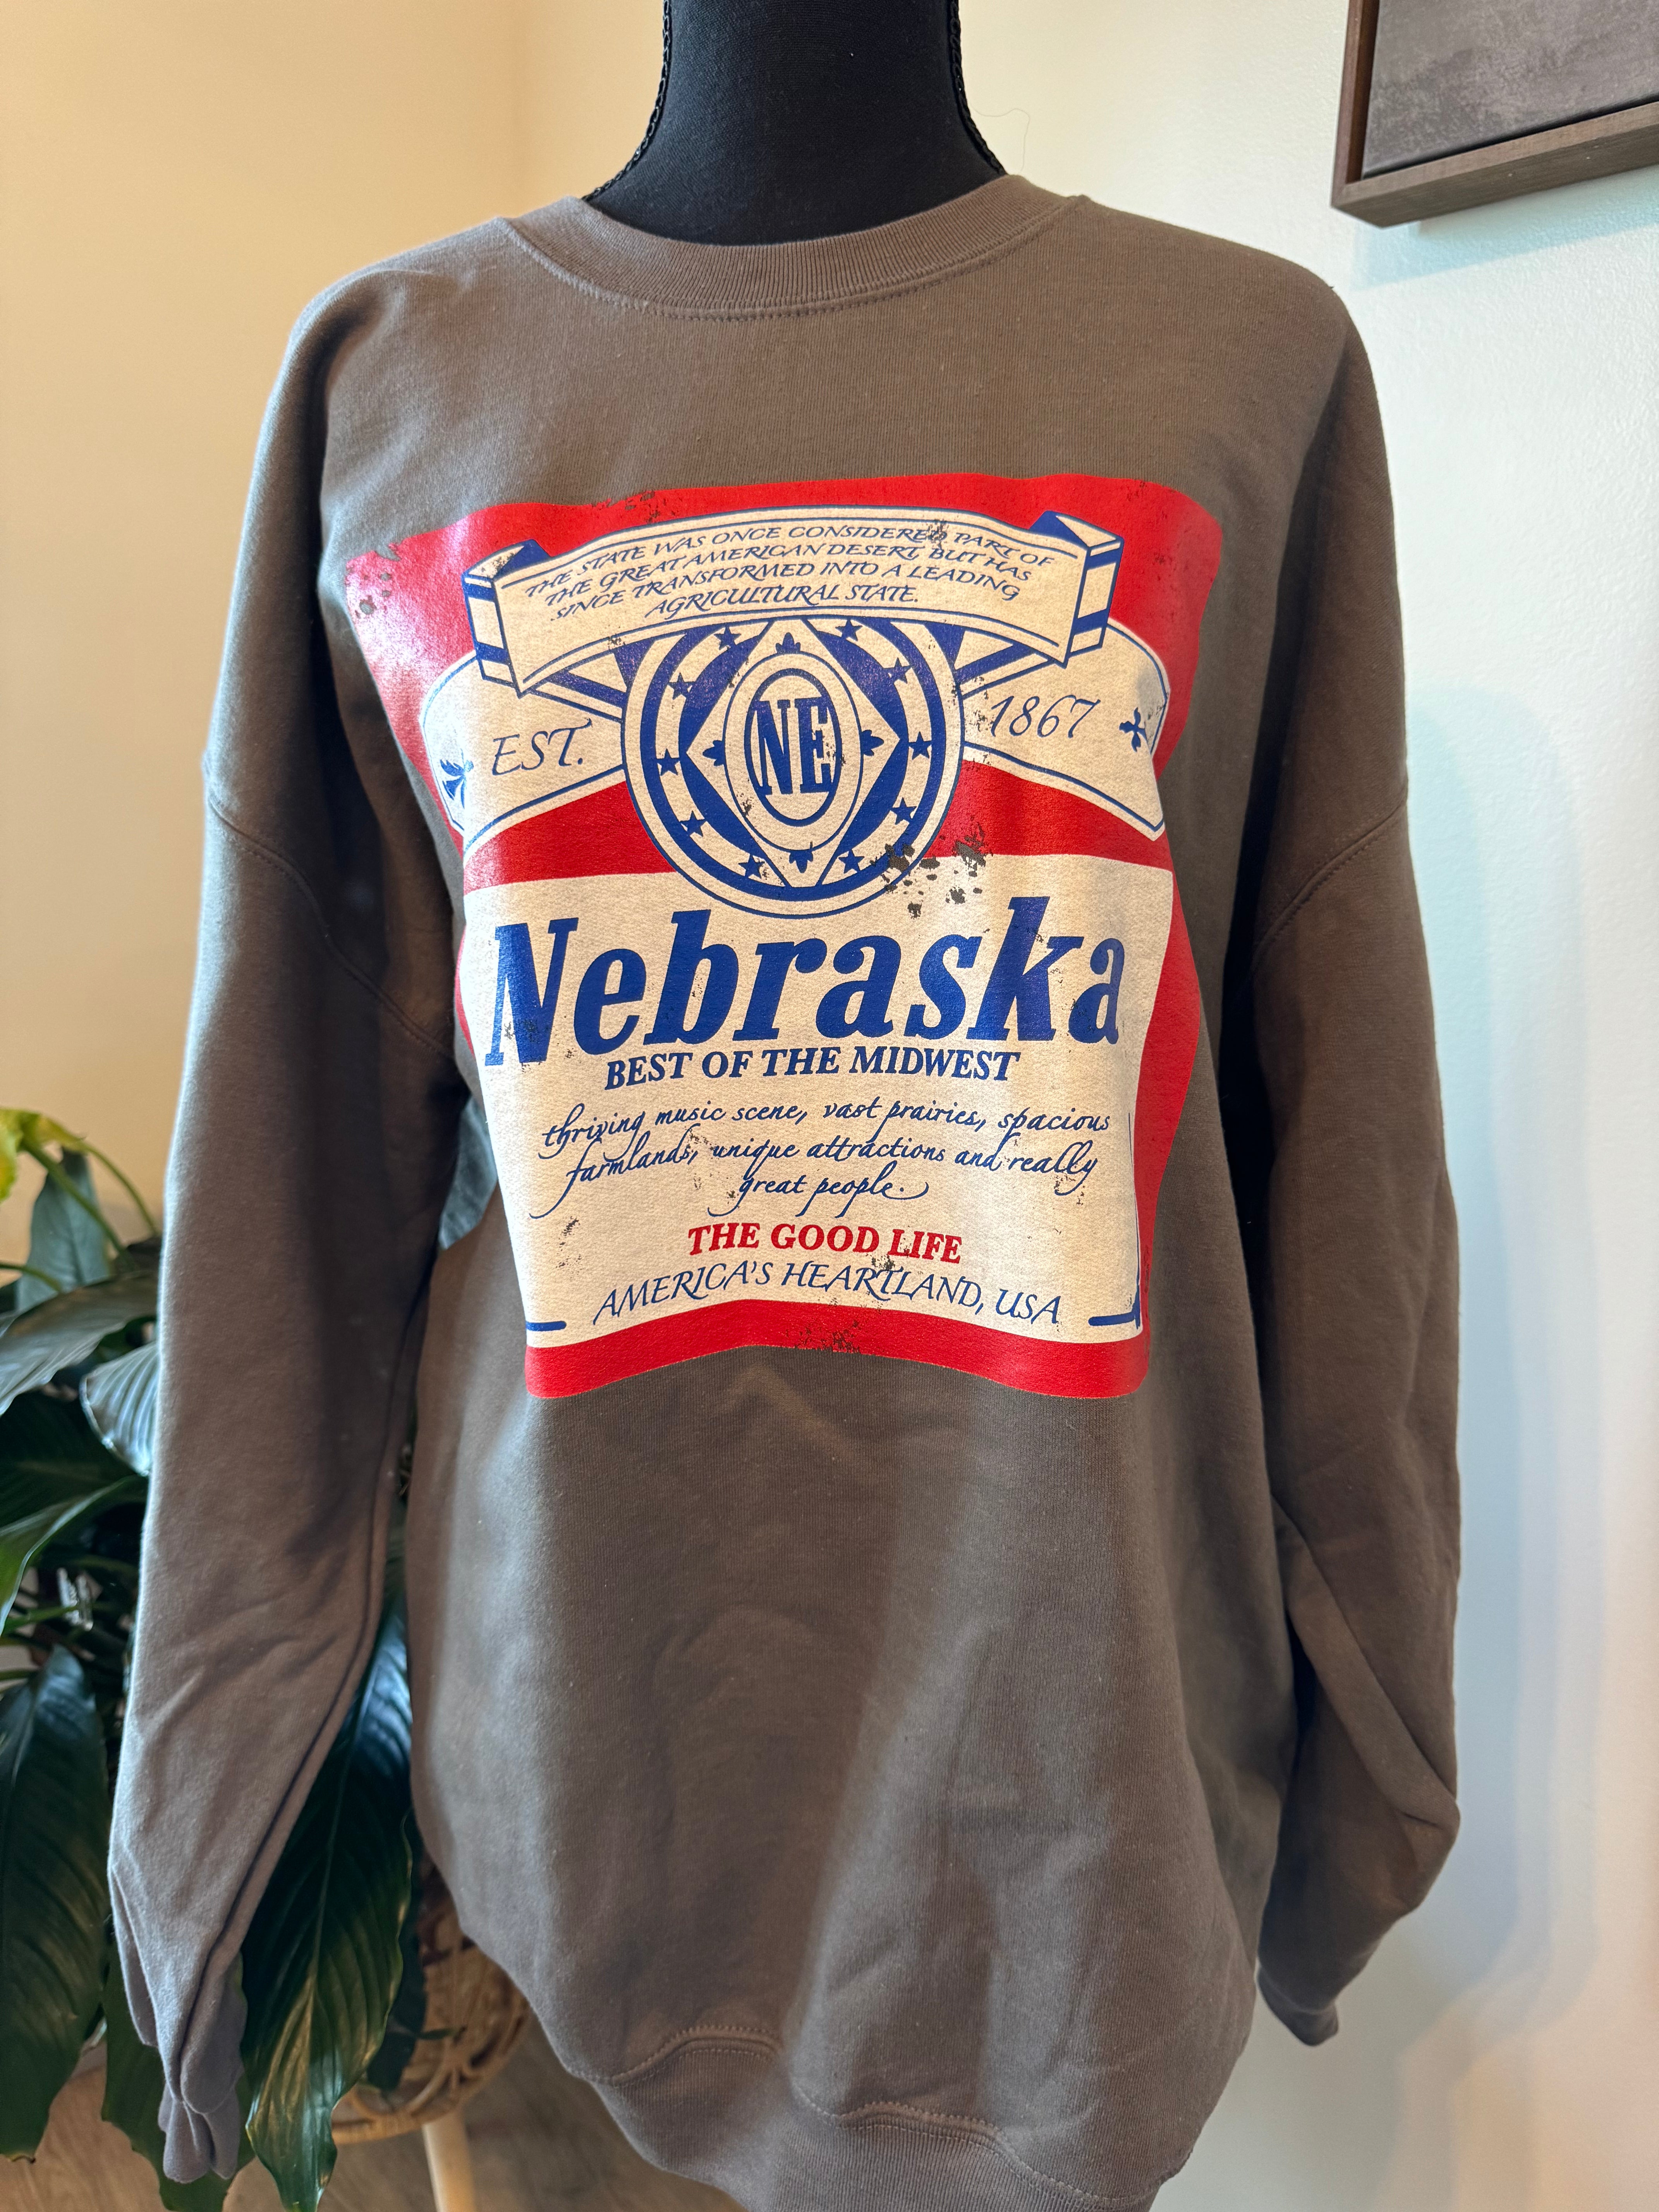 THE STATE WAS ONCE CONSIDERED PART OF
THE GREAT AMERICAN DESERT, BUT HAS
SINCE TRANSFORMED INTO A LEADING
AGRICULTURAL STATE.
EST.
NE
1867
Nebraska
BEST OF THE MIDWEST
thriving music scene, vast prairies, spacious
farmlands, unique attractions and really
great people.
THE GOOD LIFE
AMERICA'S HEARTLAND, USA